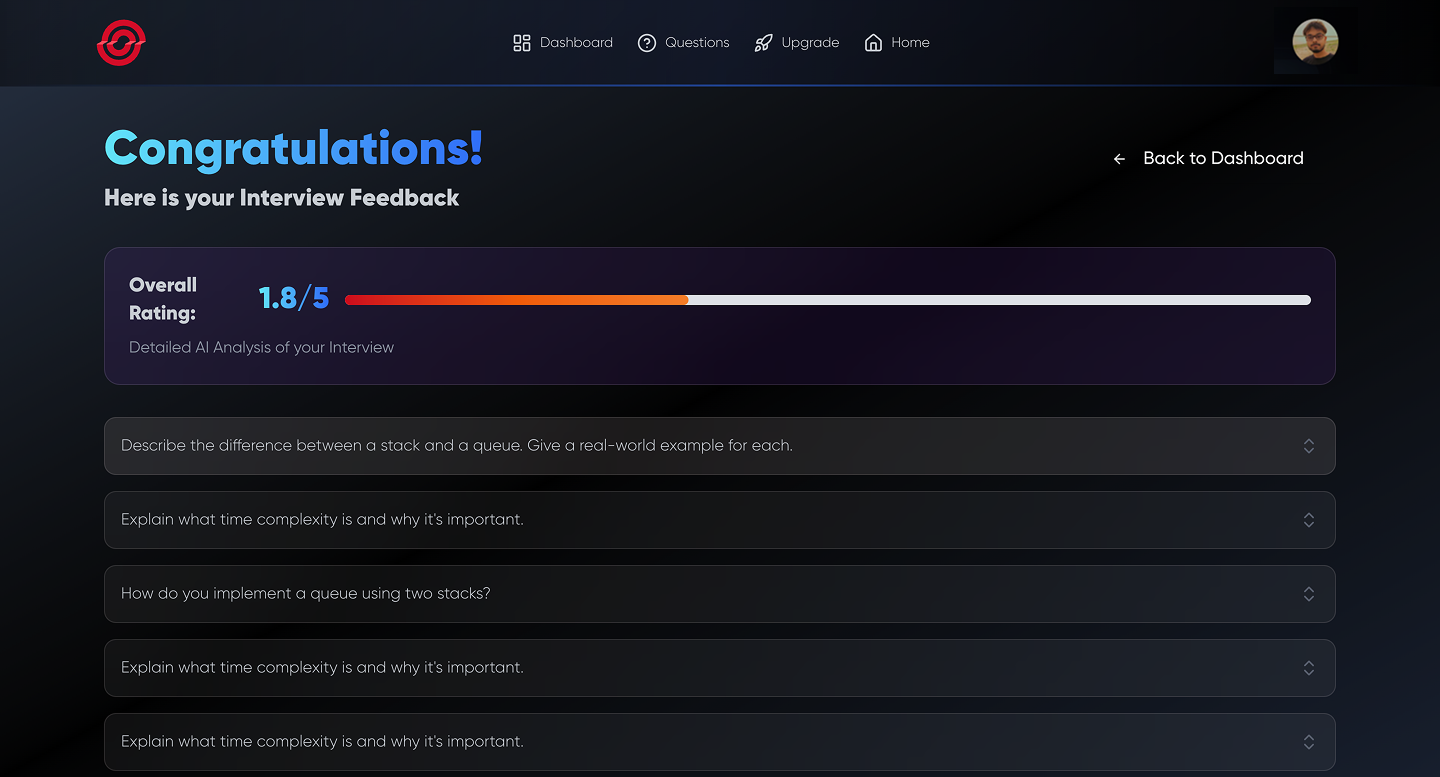 Dashboard
Questions
Upgrade
Home
Congratulations!
Here is your Interview Feedback
Back to Dashboard
Overall
Rating:
1.8/5
Detailed AI Analysis of your Interview
Describe the difference between a stack and a queue. Give a real-world example for each.
Explain what time complexity is and why it's important.
How do you implement a queue using two stacks?
Explain what time complexity is and why it's important.
Explain what time complexity is and why it's important.